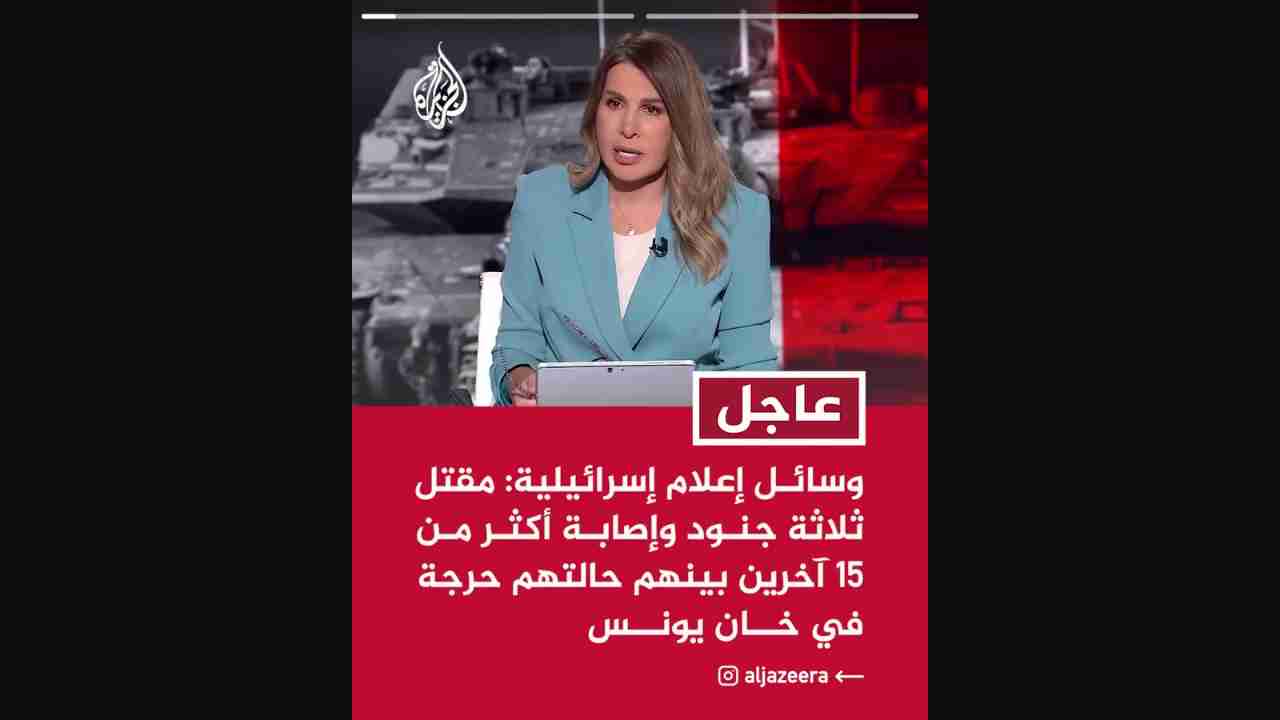 الجزيرة
عاجل
وسائل إعلام إسرائيلية: مقتل
ثلاثة جنود وإصابة أكثر من
15 آخرين بينهم حالتهم حرجة
في خان يونس
aljazeera